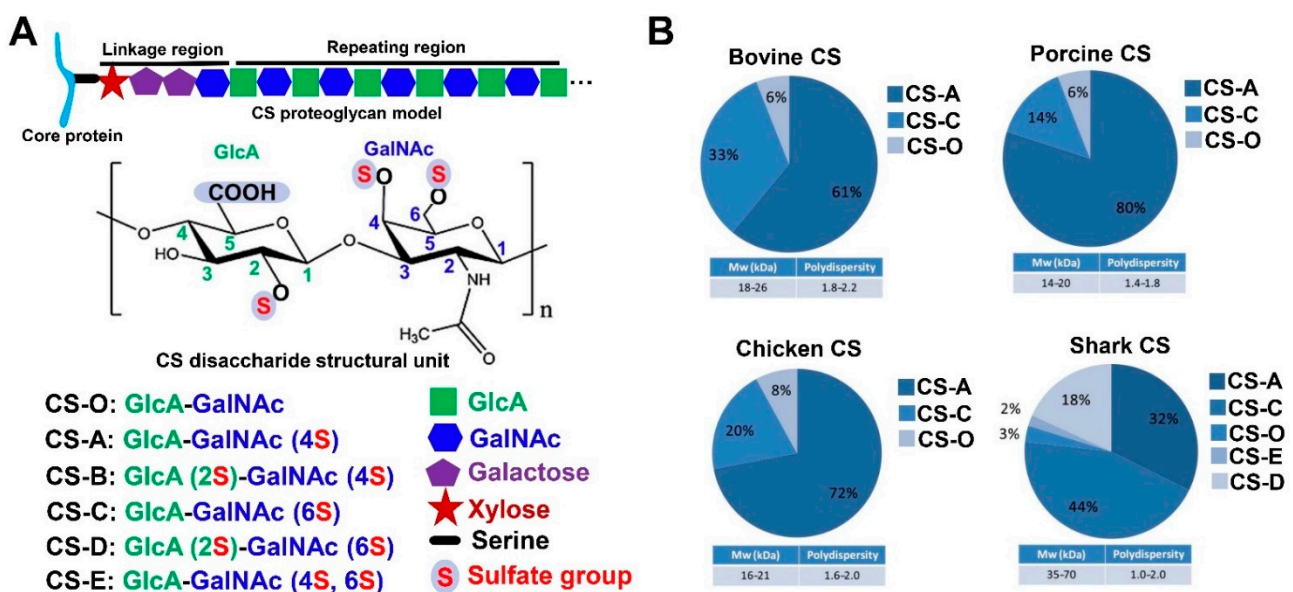 A
Linkage region
Repeating region
...
CS proteoglycan model
Core protein
GlcA
GalNAc
S
S
O
COOH
O
6
4
5
O
O
4
5
O
1
O
HO
3
2
1
O
3
2
O
NH
S
H₃C
O
n
CS disaccharide structural unit
CS-O: GlcA-GalNAc
CS-A: GlcA-GalNAc (4S)
CS-B: GlcA (2S)-GalNAc (4S)
CS-C: GlcA-GalNAc (6S)
CS-D: GlcA (2S)-GalNAc (6S)
CS-E: GlcA-GalNAc (4S, 6S)
GlcA
GalNAc
Galactose
Xylose
Serine
S Sulfate group
B
Bovine CS
6%
33%
61%
CS-A
CS-C
CS-O
Mw (kDa) Polydispersity
18-26 1.8-2.2
Porcine CS
6%
14%
80%
CS-A
CS-C
CS-O
Mw (kDa) Polydispersity
14-20 1.4-1.8
Chicken CS
8%
20%
72%
CS-A
CS-C
CS-O
Mw (kDa) Polydispersity
16-21 1.6-2.0
Shark CS
18%
32%
2%
3%
44%
CS-A
CS-C
CS-O
CS-E
CS-D
Mw (kDa) Polydispersity
35-70 1.0-2.0